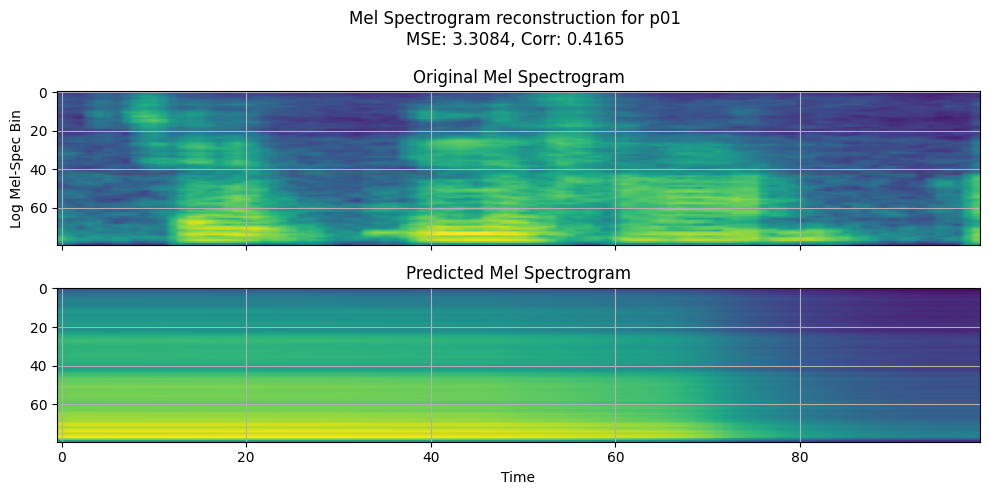 Mel Spectrogram reconstruction for p01
MSE: 3.3084, Corr: 0.4165
Original Mel Spectrogram
Log Mel-Spec Bin
0
20
40
60
Predicted Mel Spectrogram
0
20
40
60
0 20 40 60 80
Time